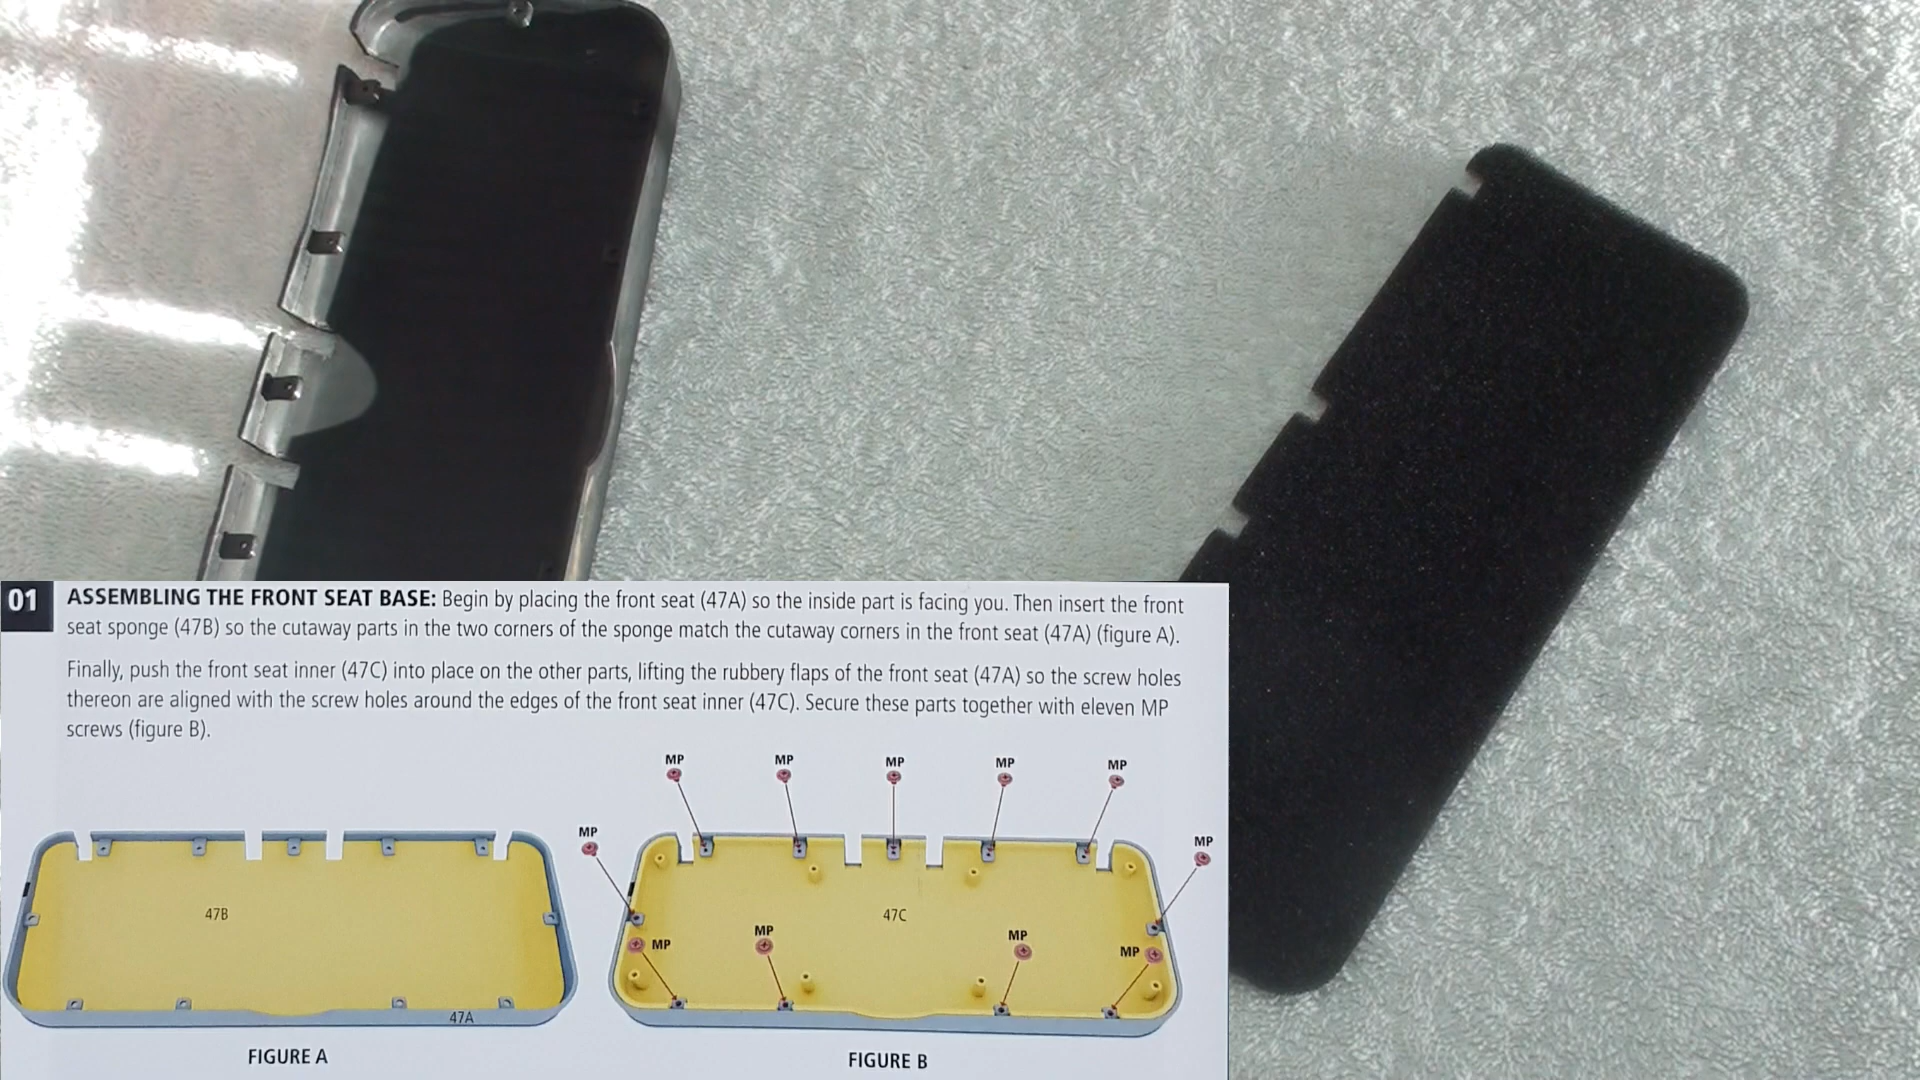 01 ASSEMBLING THE FRONT SEAT BASE: Begin by placing the front seat (47A) so the inside part is facing you. Then insert the front
seat sponge (47B) so the cutaway parts in the two corners of the sponge match the cutaway corners in the front seat (47A) (figure A).
Finally, push the front seat inner (47C) into place on the other parts, lifting the rubbery flaps of the front seat (47A) so the screw holes
thereon are aligned with the screw holes around the edges of the front seat inner (47C). Secure these parts together with eleven MP
screws (figure B).
MP MP MP MP MP
MP MP
47B 47C
MP MP MP MP
47A
FIGURE A FIGURE B